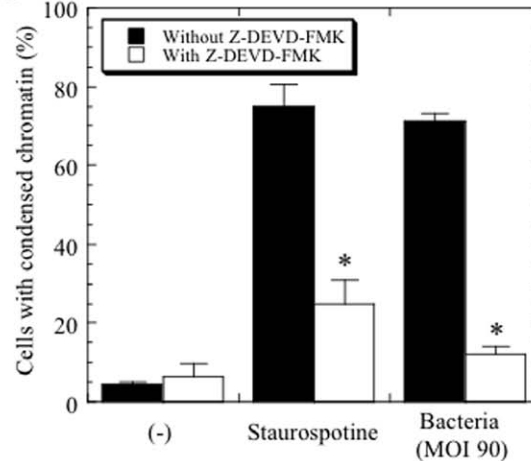 Cells with condensed chromatin (%)
100
80
60
40
20
0
Without Z-DEVD-FMK
With Z-DEVD-FMK
*
*
(-)
Staurospotine
Bacteria
(MOI 90)